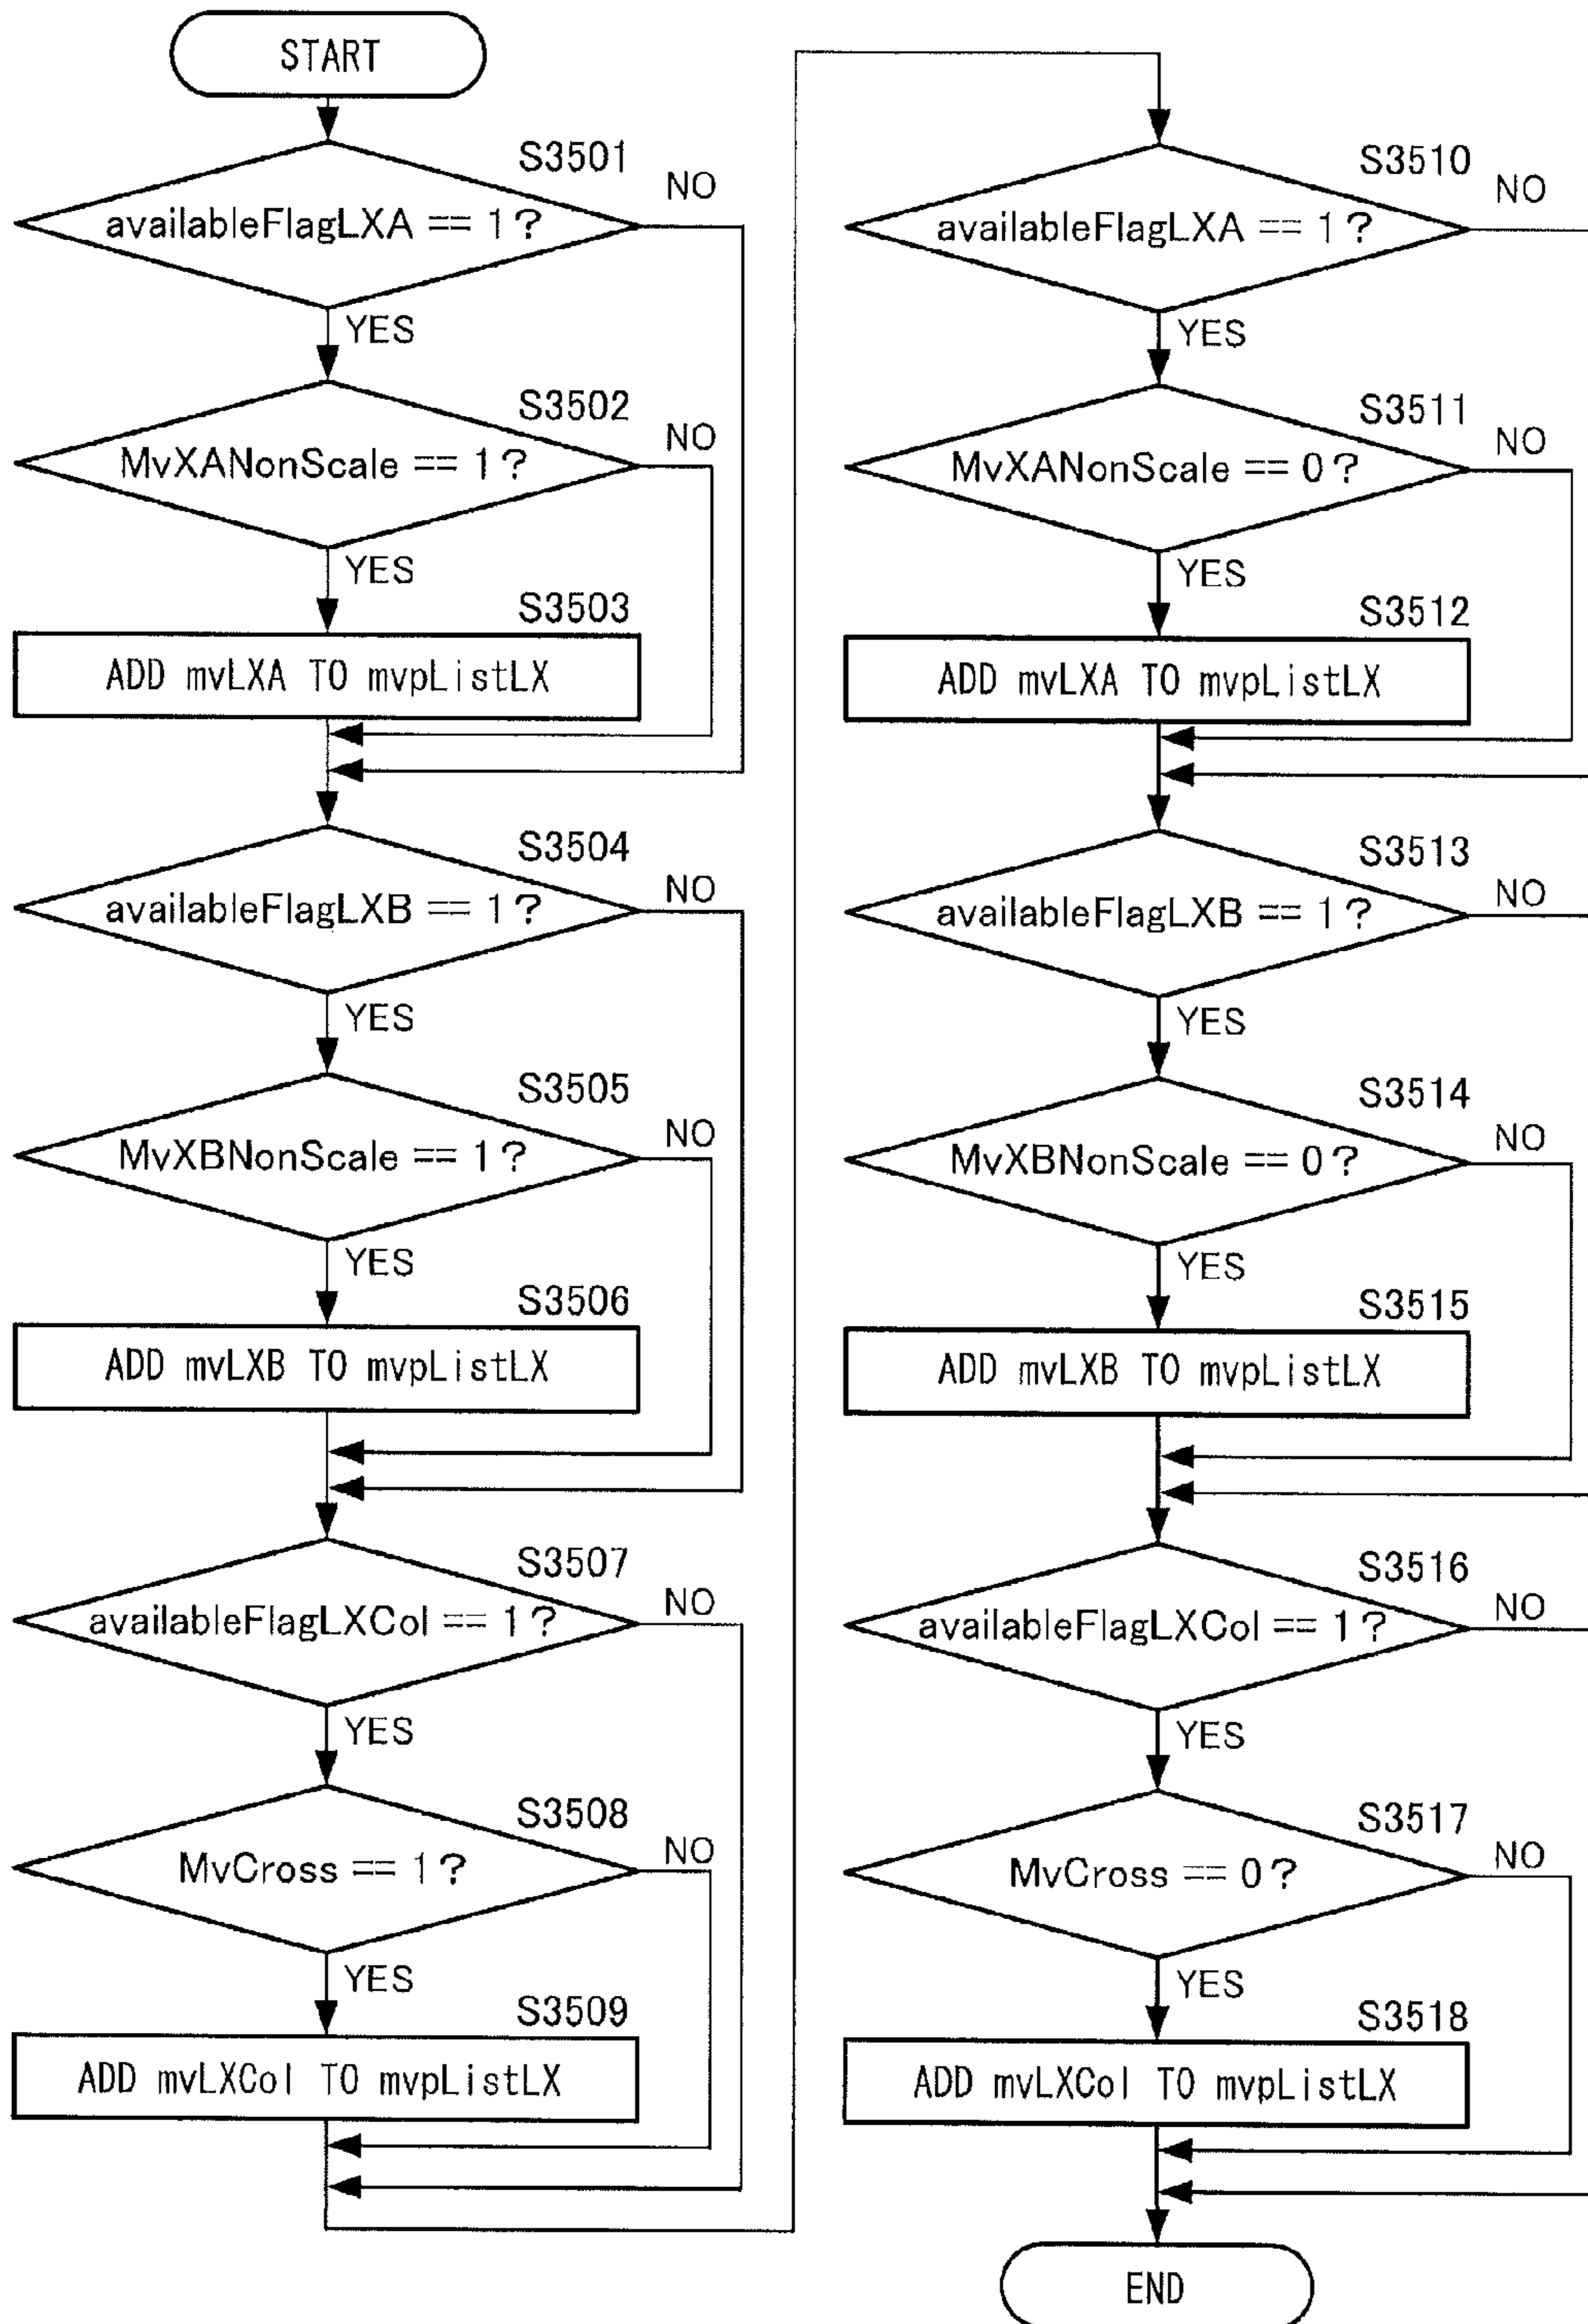 START
S3501
availableFlagLXA == 1?
NO
YES
S3502
MvXANonScale == 1?
NO
YES
S3503
ADD mvLXA TO mvpListLX
S3504
availableFlagLXB == 1?
NO
YES
S3505
MvXBNonScale == 1?
NO
YES
S3506
ADD mvLXB TO mvpListLX
S3507
availableFlagLXCol == 1?
NO
YES
S3508
MvCross == 1?
NO
YES
S3509
ADD mvLXCol TO mvpListLX
S3510
availableFlagLXA == 1?
NO
YES
S3511
MvXANonScale == 0?
NO
YES
S3512
ADD mvLXA TO mvpListLX
S3513
availableFlagLXB == 1?
NO
YES
S3514
MvXBNonScale == 0?
NO
YES
S3515
ADD mvLXB TO mvpListLX
S3516
availableFlagLXCol == 1?
NO
YES
S3517
MvCross == 0?
NO
YES
S3518
ADD mvLXCol TO mvpListLX
END